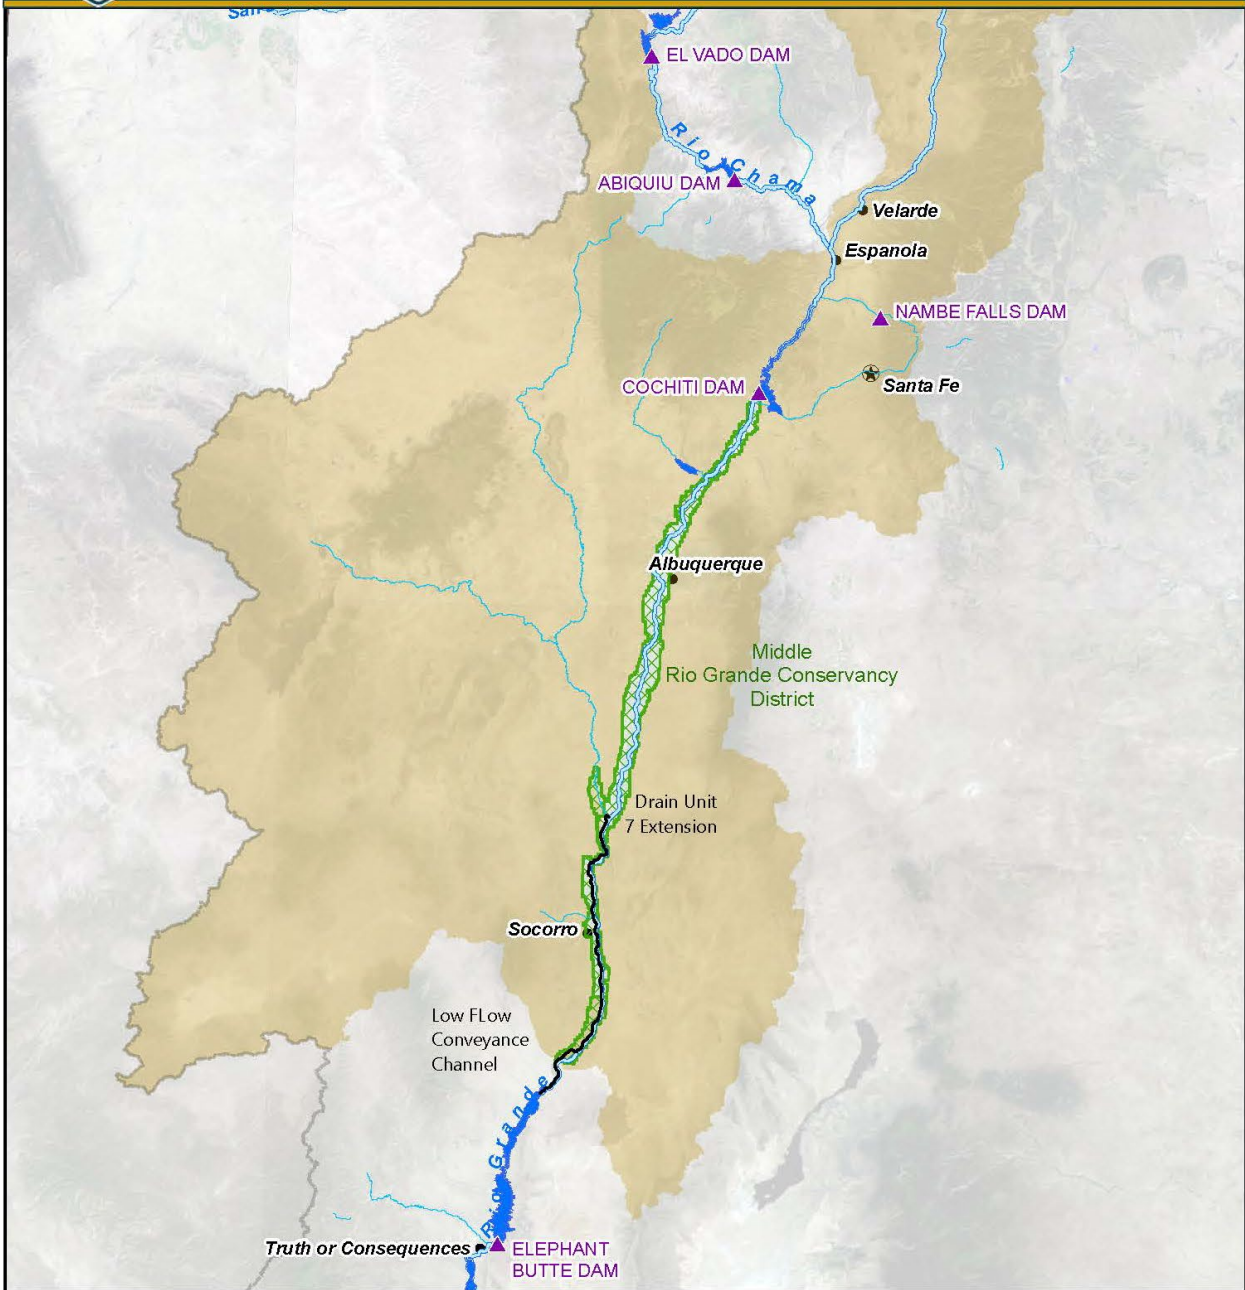 San
EL VADO DAM
Rio Chama
ABIQUIU DAM
Velarde
Espanola
NAMBE FALLS DAM
COCHITI DAM
Santa Fe
Albuquerque
Middle
Rio Grande Conservancy
District
Drain Unit
7 Extension
Socorro
Low FLow
Conveyance
Channel
Rio Grande
Truth or Consequences
ELEPHANT
BUTTE DAM